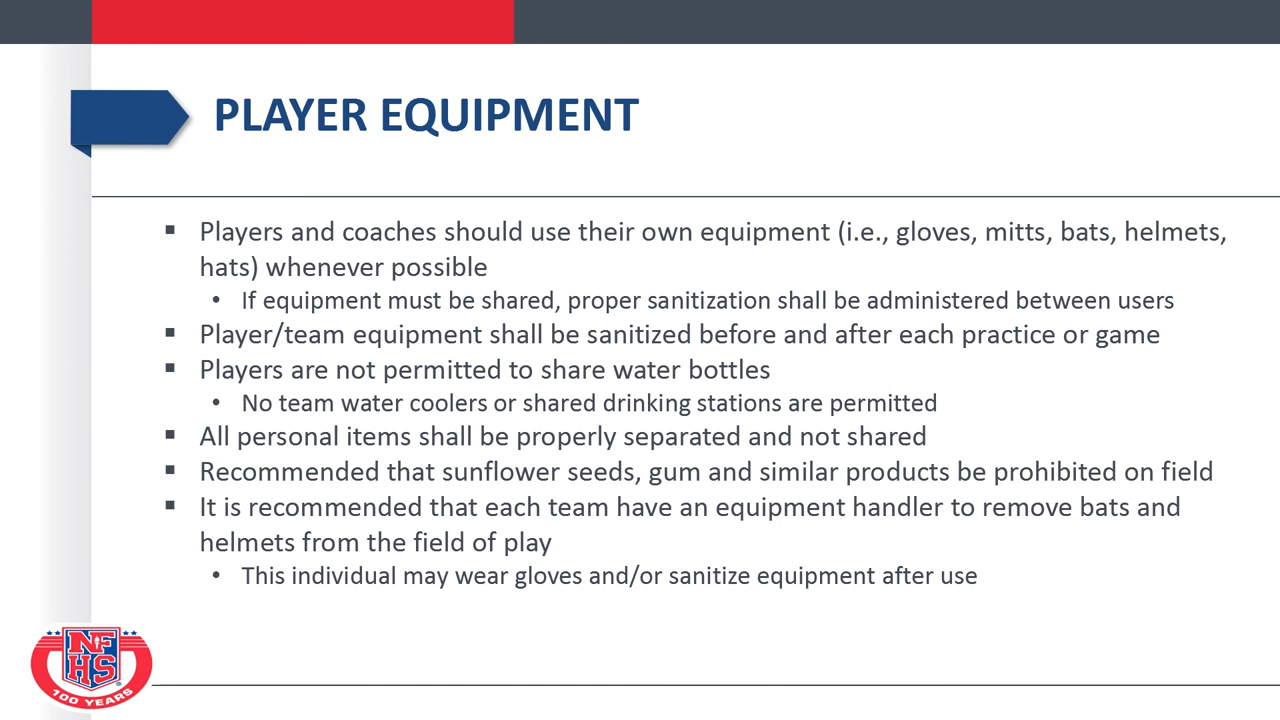 PLAYER EQUIPMENT
▪ Players and coaches should use their own equipment (i.e., gloves, mitts, bats, helmets,
hats) whenever possible
• If equipment must be shared, proper sanitization shall be administered between users
▪ Player/team equipment shall be sanitized before and after each practice or game
▪ Players are not permitted to share water bottles
• No team water coolers or shared drinking stations are permitted
▪ All personal items shall be properly separated and not shared
▪ Recommended that sunflower seeds, gum and similar products be prohibited on field
▪ It is recommended that each team have an equipment handler to remove bats and
helmets from the field of play
• This individual may wear gloves and/or sanitize equipment after use
NF
HS
100 YEARS